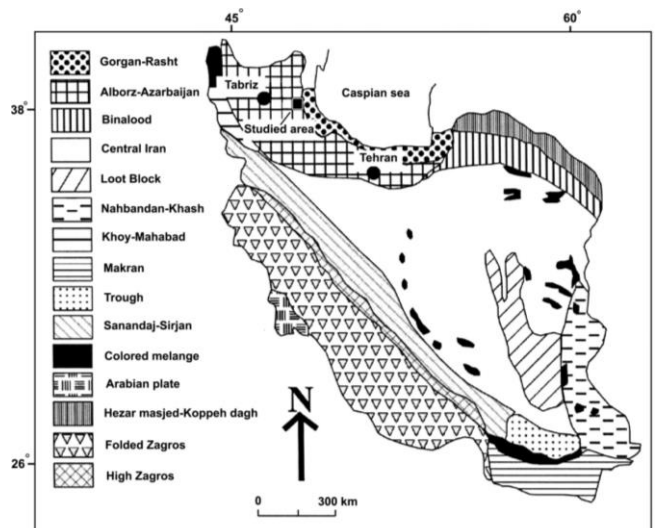 45°
60°
38°
26°
Gorgan-Rasht
Alborz-Azarbaijan
Binalood
Central Iran
Loot Block
Nahbandan-Khash
Khoy-Mahabad
Makran
Trough
Sanandaj-Sirjan
Colored melange
Arabian plate
Hezar masjed-Koppeh dagh
Folded Zagros
High Zagros
Tabriz
Caspian sea
Studied area
Tehran
N
0 300 km